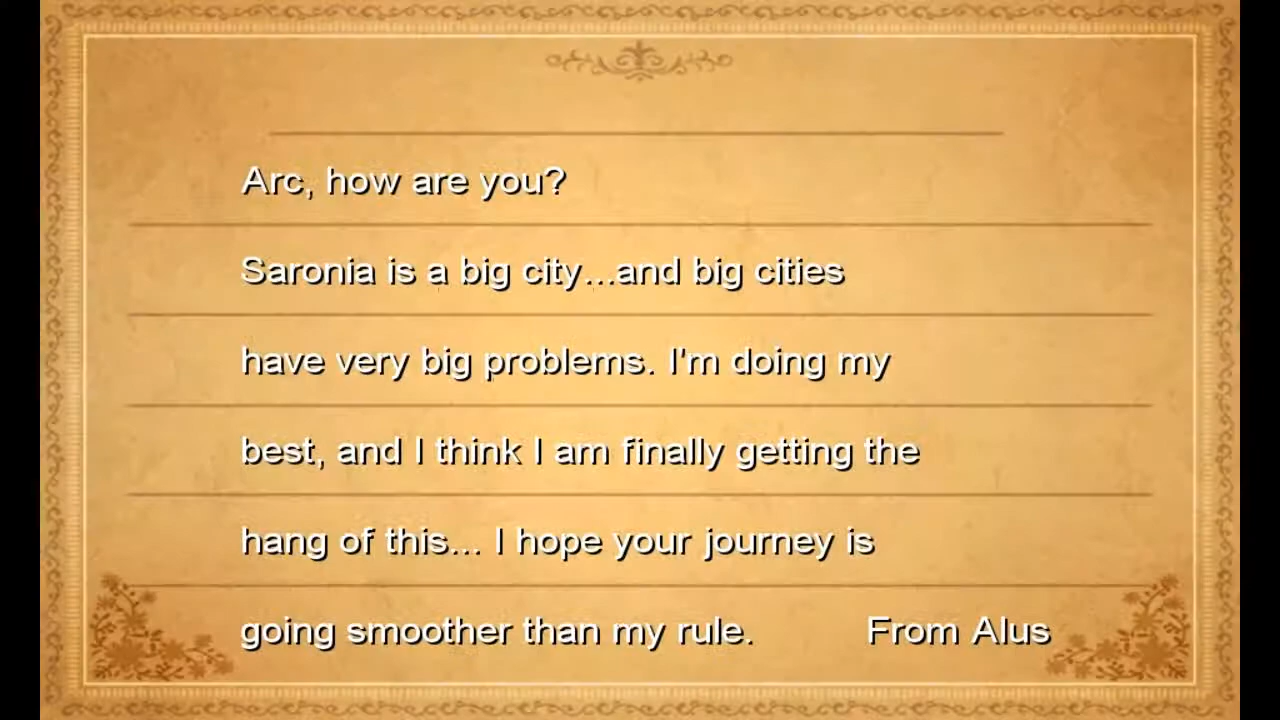 Arc, how are you?
Saronia is a big city...and big cities
have very big problems. I'm doing my
best, and I think I am finally getting the
hang of this... I hope your journey is
going smoother than my rule. From Alus